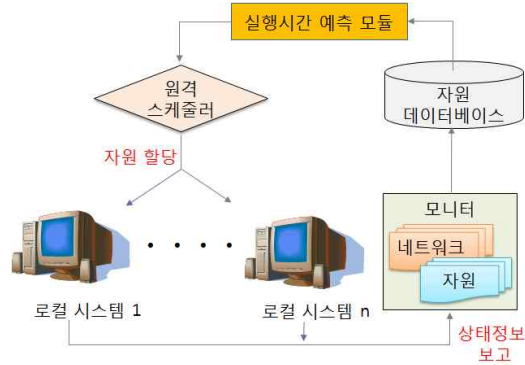 실행시간 예측 모듈
원격
스케줄러
자원
데이터베이스
자원 할당
모니터
네트워크
자원
로컬 시스템 1
로컬 시스템 n
상태정보
보고